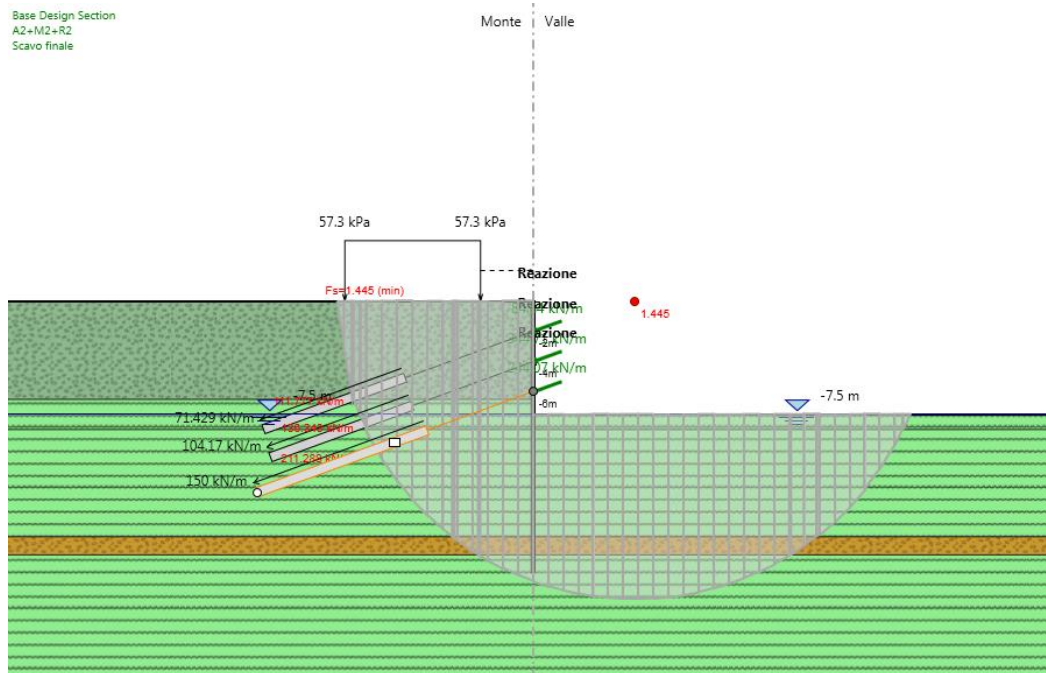 Base Design Section
A2+M2+R2
Scavo finale
Monte
Valle
57.3 kPa
57.3 kPa
Reazione
Fs=1.445 (min)
Reazione
1.445
Reazione
-2m
-4m
-6m
-7.5 m
-7.5 m
71.429 kN/m
104.17 kN/m
150 kN/m